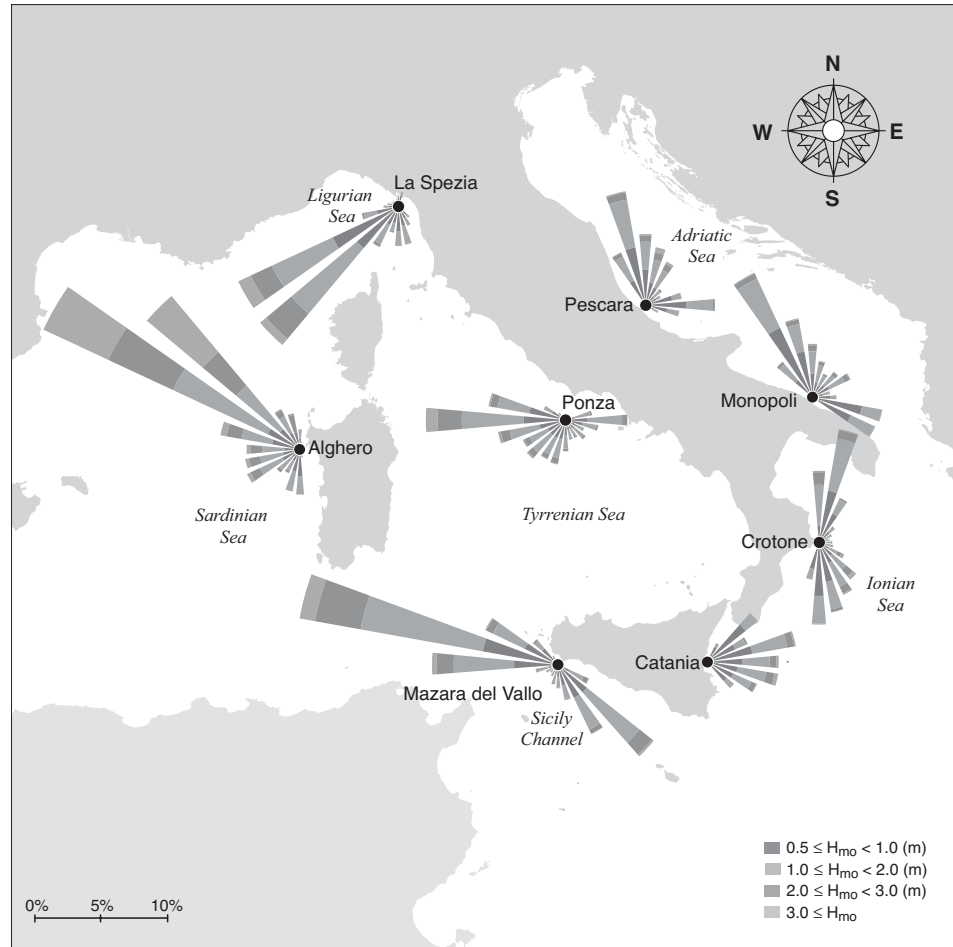 N
W
E
S
La Spezia
Ligurian
Sea
Adriatic
Sea
Pescara
Monopoli
Ponza
Alghero
Sardinian
Sea
Tyrrenian Sea
Crotone
Ionian
Sea
Catania
Mazara del Vallo
Sicily
Channel
0.5 ≤ Hmo < 1.0 (m)
1.0 ≤ Hmo < 2.0 (m)
2.0 ≤ Hmo < 3.0 (m)
3.0 ≤ Hmo
0% 5% 10%